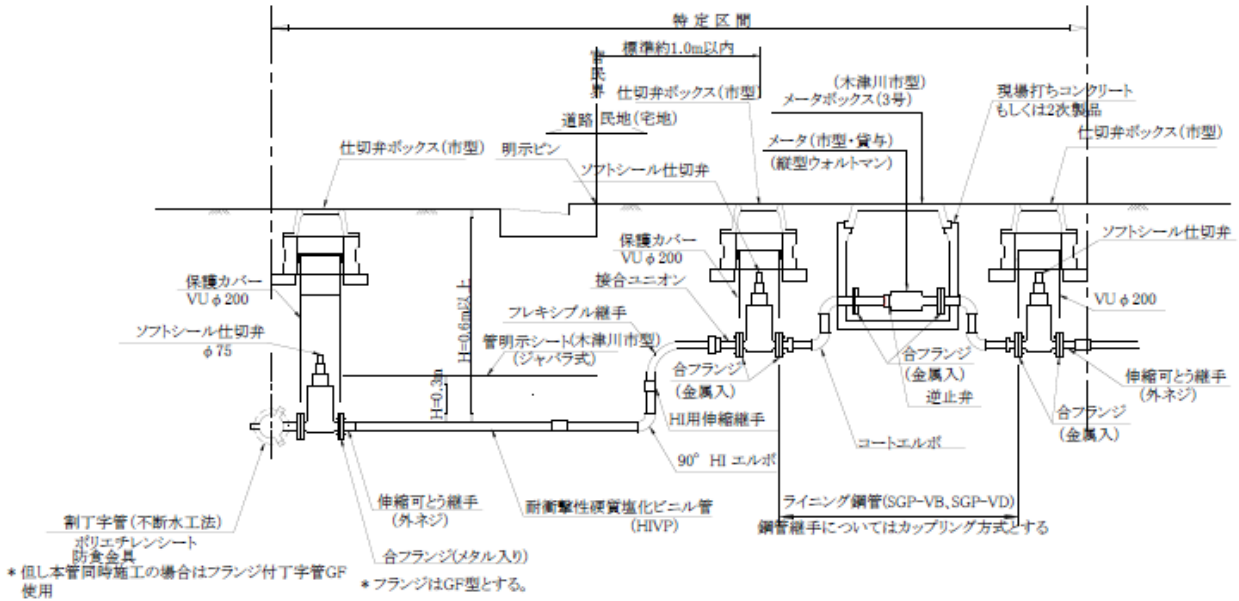 特定区間
標準約1.0m以内
官民界
(木津川市型)
仕切弁ボックス(市型)
メータボックス(3号)
現場打ちコンクリート
もしくは2次製品
道路 民地(宅地)
仕切弁ボックス(市型)
仕切弁ボックス(市型)
明示ピン
メータ(市型・貸与)
(縦型ウォルトマン)
ソフトシール仕切弁
ソフトシール仕切弁
保護カバー
VUφ200
接合ユニオン
保護カバー
VUφ200
VUφ200
H=0.6m以上
フレキシブル継手
ソフトシール仕切弁
φ75
管明示シート(木津川市型)
(ジャバラ式)
H=0.3m
合フランジ
(金属入)
合フランジ
(金属入)
逆止弁
伸縮可とう継手
(外ネジ)
合フランジ
(金属入)
HI用伸縮継手
コートエルボ
90° HI エルボ
伸縮可とう継手
(外ネジ)
耐衝撃性硬質塩化ビニル管
(HIVP)
ライニング鋼管(SGP-VB、SGP-VD)
鋼管継手についてはカップリング方式とする
割丁字管(不断水工法)
ポリエチレンシート
防食金具
合フランジ(メタル入り)
*但し本管同時施工の場合はフランジ付丁字管GF
使用
*フランジはGF型とする。